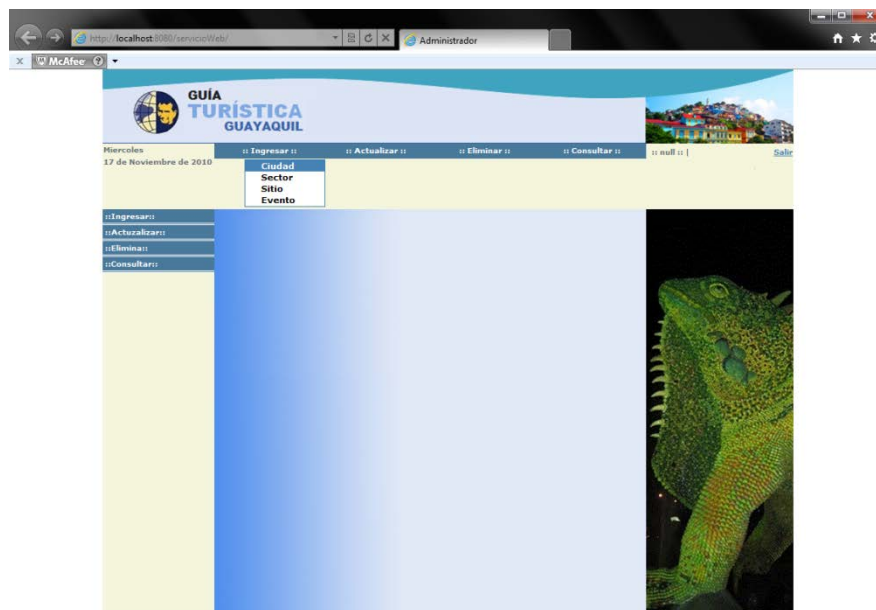 http://localhost:8080/servicioWeb/
Administrador
x McAfee
GUÍA
TURÍSTICA
GUAYAQUIL
Miercoles
17 de Noviembre de 2010
:: Ingresar ::
:: Actualizar ::
:: Eliminar ::
:: Consultar ::
:: null :: |
Salir
Ciudad
Sector
Sitio
Evento
::Ingresar::
::Actuzalizar::
::Elimina::
::Consultar::